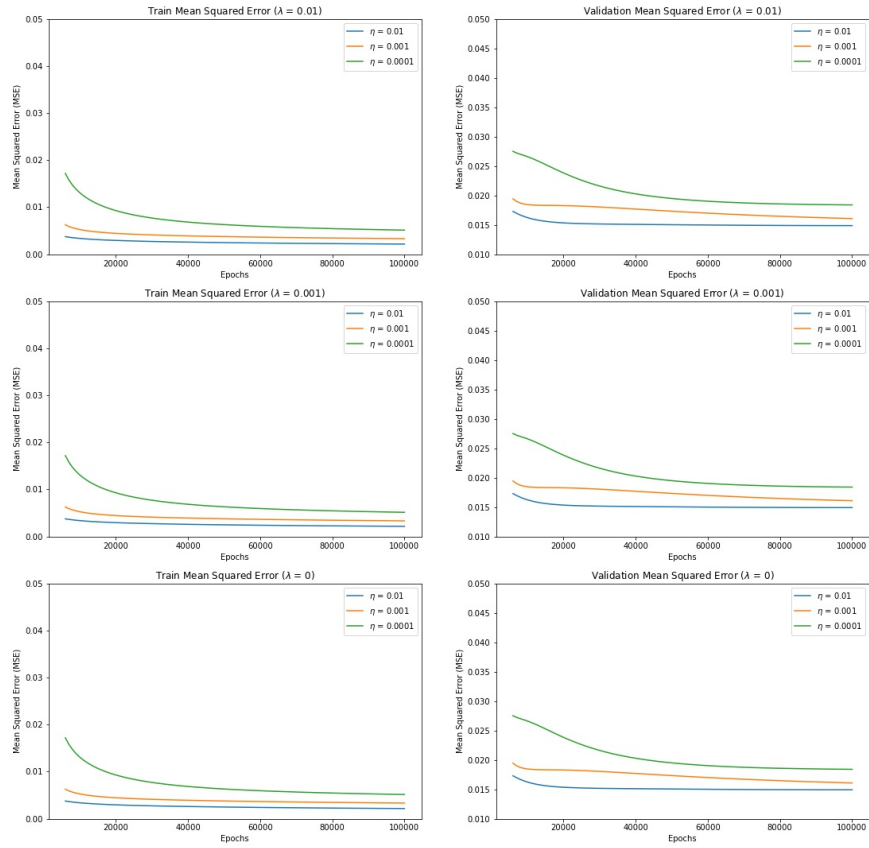 Train Mean Squared Error (λ = 0.01)
Mean Squared Error (MSE)
0.05
0.04
0.03
0.02
0.01
0.00
η = 0.01
η = 0.001
η = 0.0001
20000 40000 60000 80000 100000
Epochs
Validation Mean Squared Error (λ = 0.01)
Mean Squared Error (MSE)
0.050
0.045
0.040
0.035
0.030
0.025
0.020
0.015
0.010
η = 0.01
η = 0.001
η = 0.0001
20000 40000 60000 80000 100000
Epochs
Train Mean Squared Error (λ = 0.001)
Mean Squared Error (MSE)
0.05
0.04
0.03
0.02
0.01
0.00
η = 0.01
η = 0.001
η = 0.0001
20000 40000 60000 80000 100000
Epochs
Validation Mean Squared Error (λ = 0.001)
Mean Squared Error (MSE)
0.050
0.045
0.040
0.035
0.030
0.025
0.020
0.015
0.010
η = 0.01
η = 0.001
η = 0.0001
20000 40000 60000 80000 100000
Epochs
Train Mean Squared Error (λ = 0)
Mean Squared Error (MSE)
0.05
0.04
0.03
0.02
0.01
0.00
η = 0.01
η = 0.001
η = 0.0001
20000 40000 60000 80000 100000
Epochs
Validation Mean Squared Error (λ = 0)
Mean Squared Error (MSE)
0.050
0.045
0.040
0.035
0.030
0.025
0.020
0.015
0.010
η = 0.01
η = 0.001
η = 0.0001
20000 40000 60000 80000 100000
Epochs